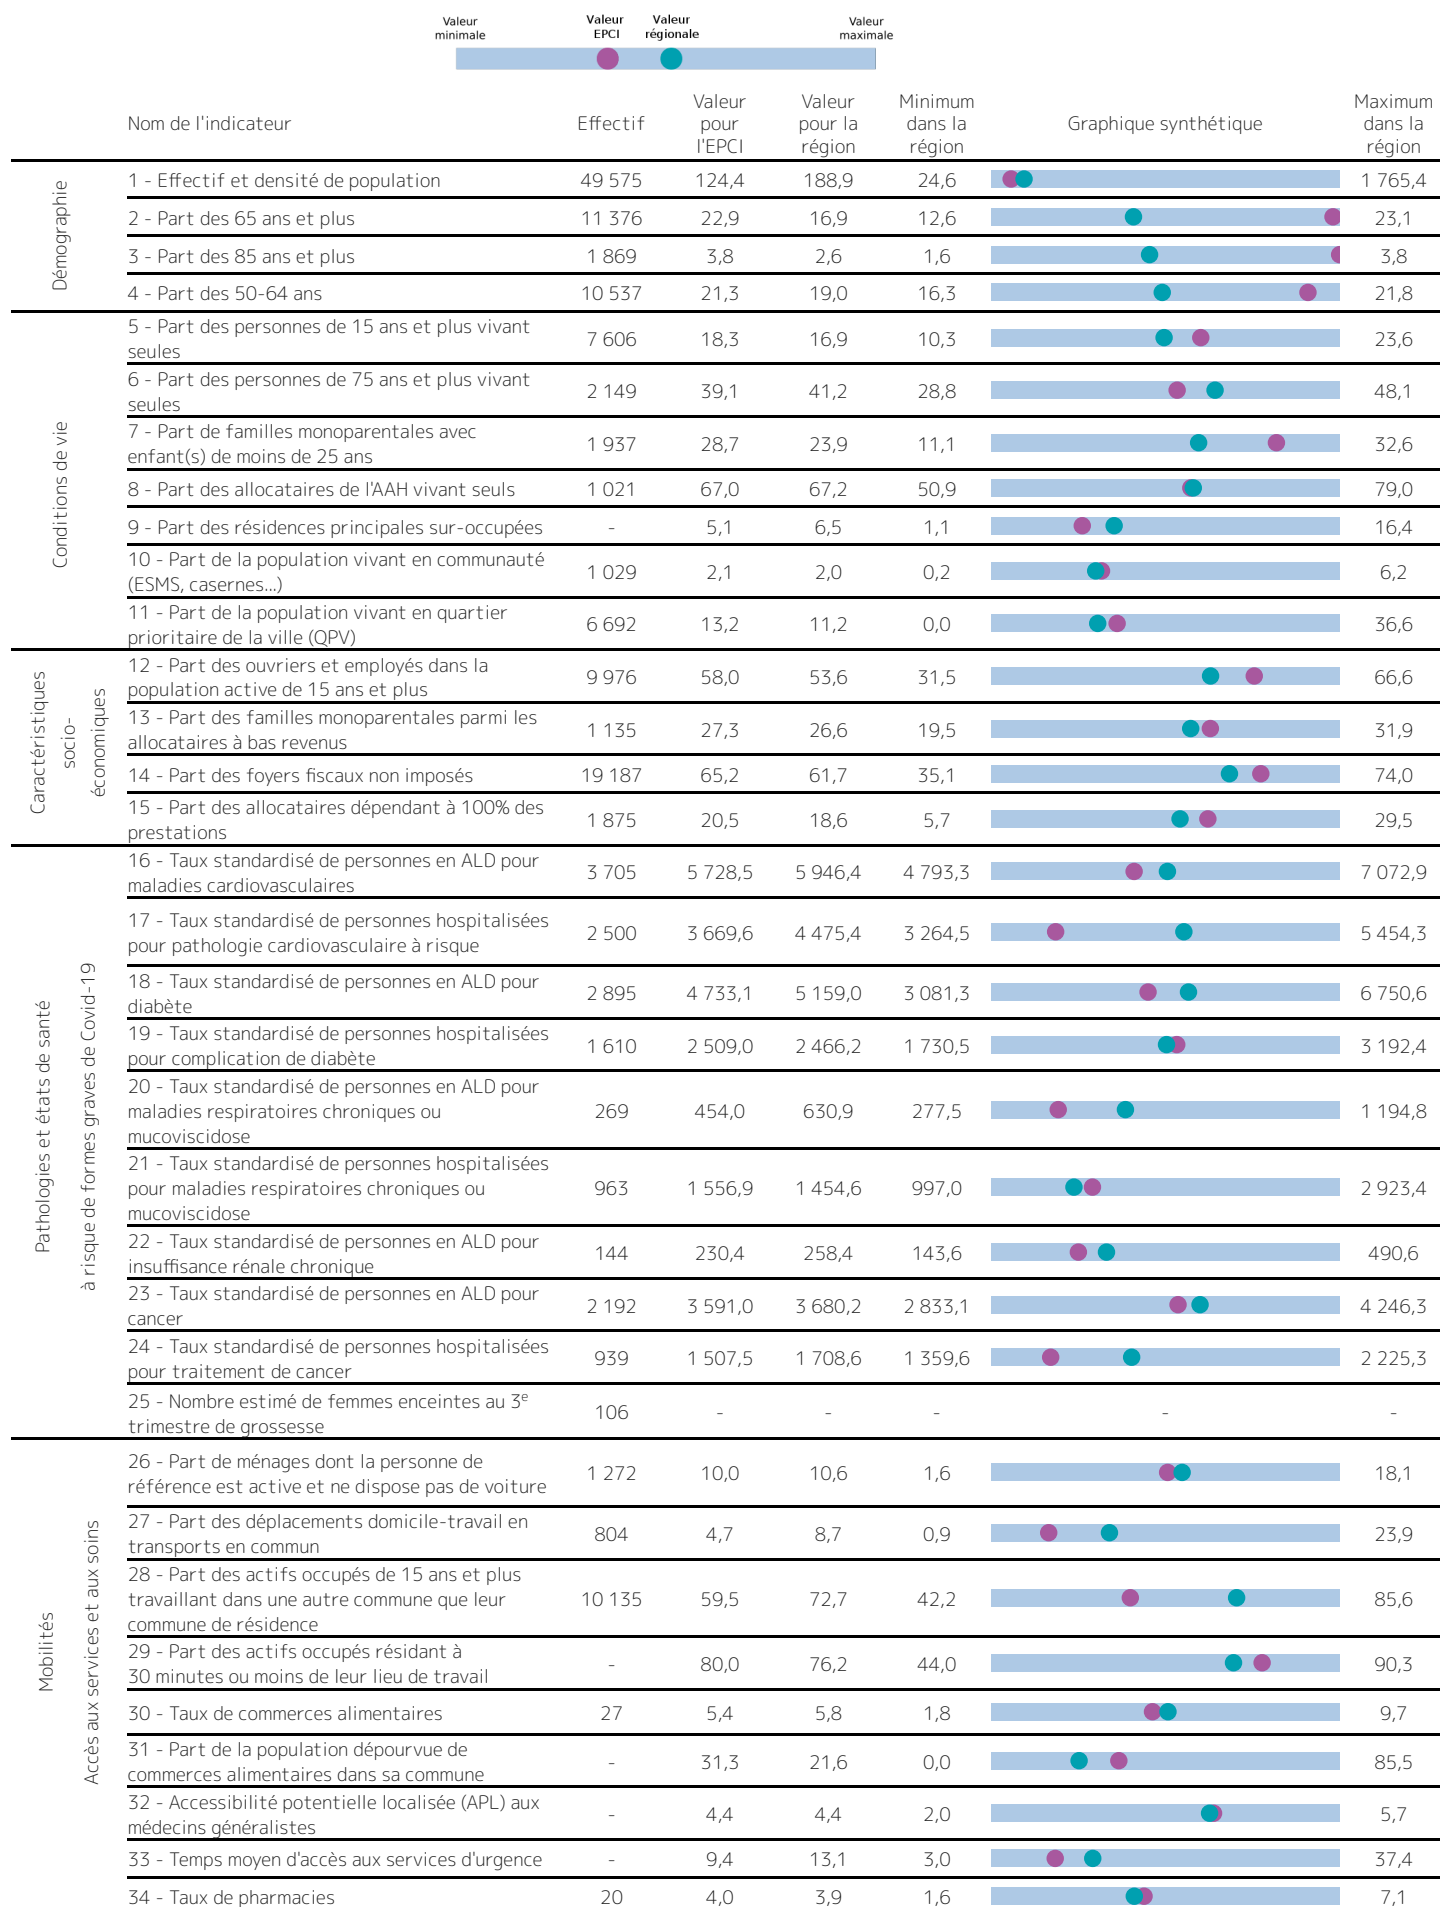 Valeur minimale
Valeur EPCI
Valeur régionale
Valeur maximale
Nom de l'indicateur
Effectif
Valeur pour l'EPCI
Valeur pour la région
Minimum dans la région
Graphique synthétique
Maximum dans la région
Démographie
1 - Effectif et densité de population 49 575 124,4 188,9 24,6 1 765,4
2 - Part des 65 ans et plus 11 376 22,9 16,9 12,6 23,1
3 - Part des 85 ans et plus 1 869 3,8 2,6 1,6 3,8
4 - Part des 50-64 ans 10 537 21,3 19,0 16,3 21,8
Conditions de vie
5 - Part des personnes de 15 ans et plus vivant
seules 7 606 18,3 16,9 10,3 23,6
6 - Part des personnes de 75 ans et plus vivant
seules 2 149 39,1 41,2 28,8 48,1
7 - Part de familles monoparentales avec
enfant(s) de moins de 25 ans 1 937 28,7 23,9 11,1 32,6
8 - Part des allocataires de l'AAH vivant seuls 1 021 67,0 67,2 50,9 79,0
9 - Part des résidences principales sur-occupées - 5,1 6,5 1,1 16,4
10 - Part de la population vivant en communauté
(ESMS, casernes...) 1 029 2,1 2,0 0,2 6,2
11 - Part de la population vivant en quartier
prioritaire de la ville (QPV) 6 692 13,2 11,2 0,0 36,6
Caractéristiques
socio-
économiques
12 - Part des ouvriers et employés dans la
population active de 15 ans et plus 9 976 58,0 53,6 31,5 66,6
13 - Part des familles monoparentales parmi les
allocataires à bas revenus 1 135 27,3 26,6 19,5 31,9
14 - Part des foyers fiscaux non imposés 19 187 65,2 61,7 35,1 74,0
15 - Part des allocataires dépendant à 100% des
prestations 1 875 20,5 18,6 5,7 29,5
Pathologies et états de santé
à risque de formes graves de Covid-19
16 - Taux standardisé de personnes en ALD pour
maladies cardiovasculaires 3 705 5 728,5 5 946,4 4 793,3 7 072,9
17 - Taux standardisé de personnes hospitalisées
pour pathologie cardiovasculaire à risque 2 500 3 669,6 4 475,4 3 264,5 5 454,3
18 - Taux standardisé de personnes en ALD pour
diabète 2 895 4 733,1 5 159,0 3 081,3 6 750,6
19 - Taux standardisé de personnes hospitalisées
pour complication de diabète 1 610 2 509,0 2 466,2 1 730,5 3 192,4
20 - Taux standardisé de personnes en ALD pour
maladies respiratoires chroniques ou 269 454,0 630,9 277,5 1 194,8
mucoviscidose
21 - Taux standardisé de personnes hospitalisées
pour maladies respiratoires chroniques ou 963 1 556,9 1 454,6 997,0 2 923,4
mucoviscidose
22 - Taux standardisé de personnes en ALD pour
insuffisance rénale chronique 144 230,4 258,4 143,6 490,6
23 - Taux standardisé de personnes en ALD pour
cancer 2 192 3 591,0 3 680,2 2 833,1 4 246,3
24 - Taux standardisé de personnes hospitalisées
pour traitement de cancer 939 1 507,5 1 708,6 1 359,6 2 225,3
25 - Nombre estimé de femmes enceintes au 3e
trimestre de grossesse 106 - - - - -
Mobilités
Accès aux services et aux soins
26 - Part de ménages dont la personne de
référence est active et ne dispose pas de voiture 1 272 10,0 10,6 1,6 18,1
27 - Part des déplacements domicile-travail en
transports en commun 804 4,7 8,7 0,9 23,9
28 - Part des actifs occupés de 15 ans et plus
travaillant dans une autre commune que leur 10 135 59,5 72,7 42,2 85,6
commune de résidence
29 - Part des actifs occupés résidant à
30 minutes ou moins de leur lieu de travail - 80,0 76,2 44,0 90,3
30 - Taux de commerces alimentaires 27 5,4 5,8 1,8 9,7
31 - Part de la population dépourvue de
commerces alimentaires dans sa commune - 31,3 21,6 0,0 85,5
32 - Accessibilité potentielle localisée (APL) aux
médecins généralistes - 4,4 4,4 2,0 5,7
33 - Temps moyen d'accès aux services d'urgence - 9,4 13,1 3,0 37,4
34 - Taux de pharmacies 20 4,0 3,9 1,6 7,1